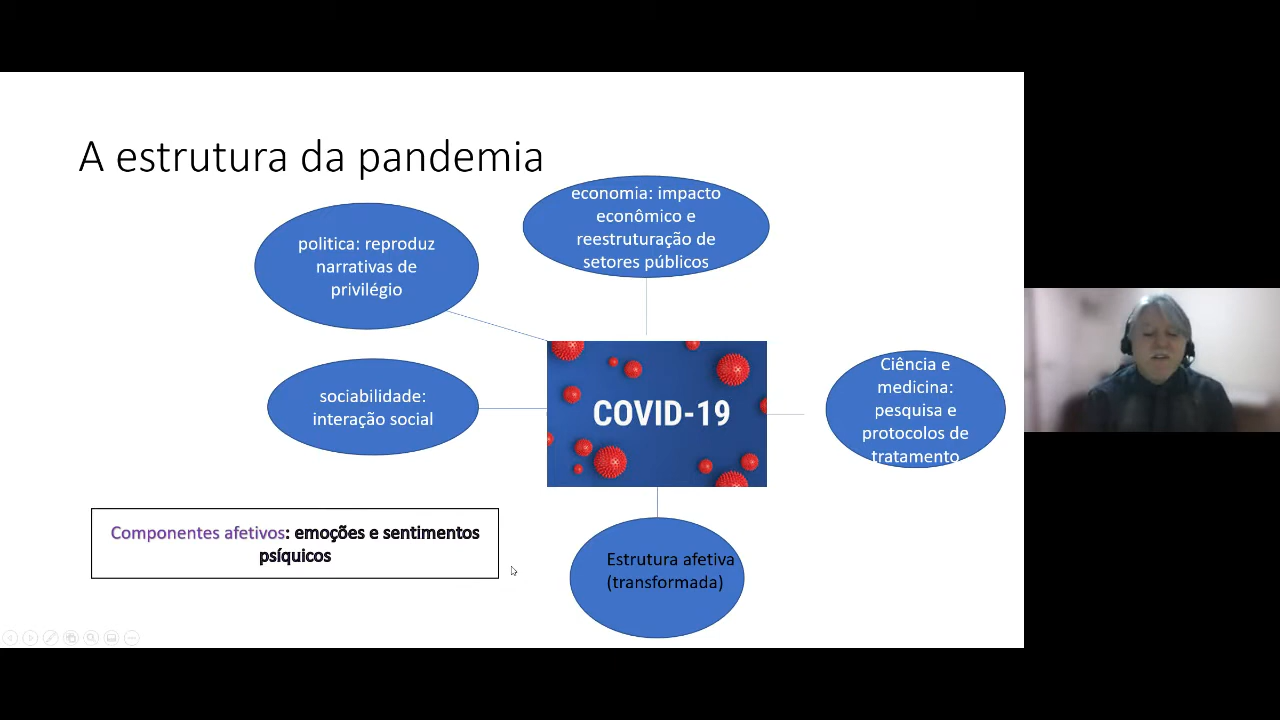 A estrutura da pandemia
economia: impacto
econômico e
reestruturação de
setores públicos
politica: reproduz
narrativas de
privilégio
sociabilidade:
interação social
COVID-19
Ciência e
medicina:
pesquisa e
protocolos de
tratamento
Componentes afetivos: emoções e sentimentos
psíquicos
Estrutura afetiva
(transformada)